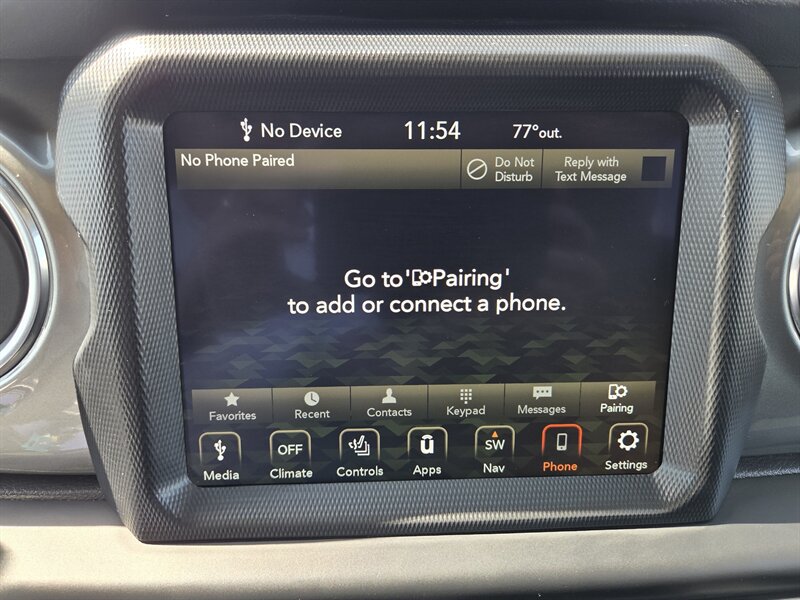 No Device 11:54 77°out.
No Phone Paired
Do Not
Disturb
Reply with
Text Message
Go to 'Pairing'
to add or connect a phone.
Favorites Recent Contacts Keypad Messages Pairing
OFF SW
Media Climate Controls Apps Nav Phone Settings